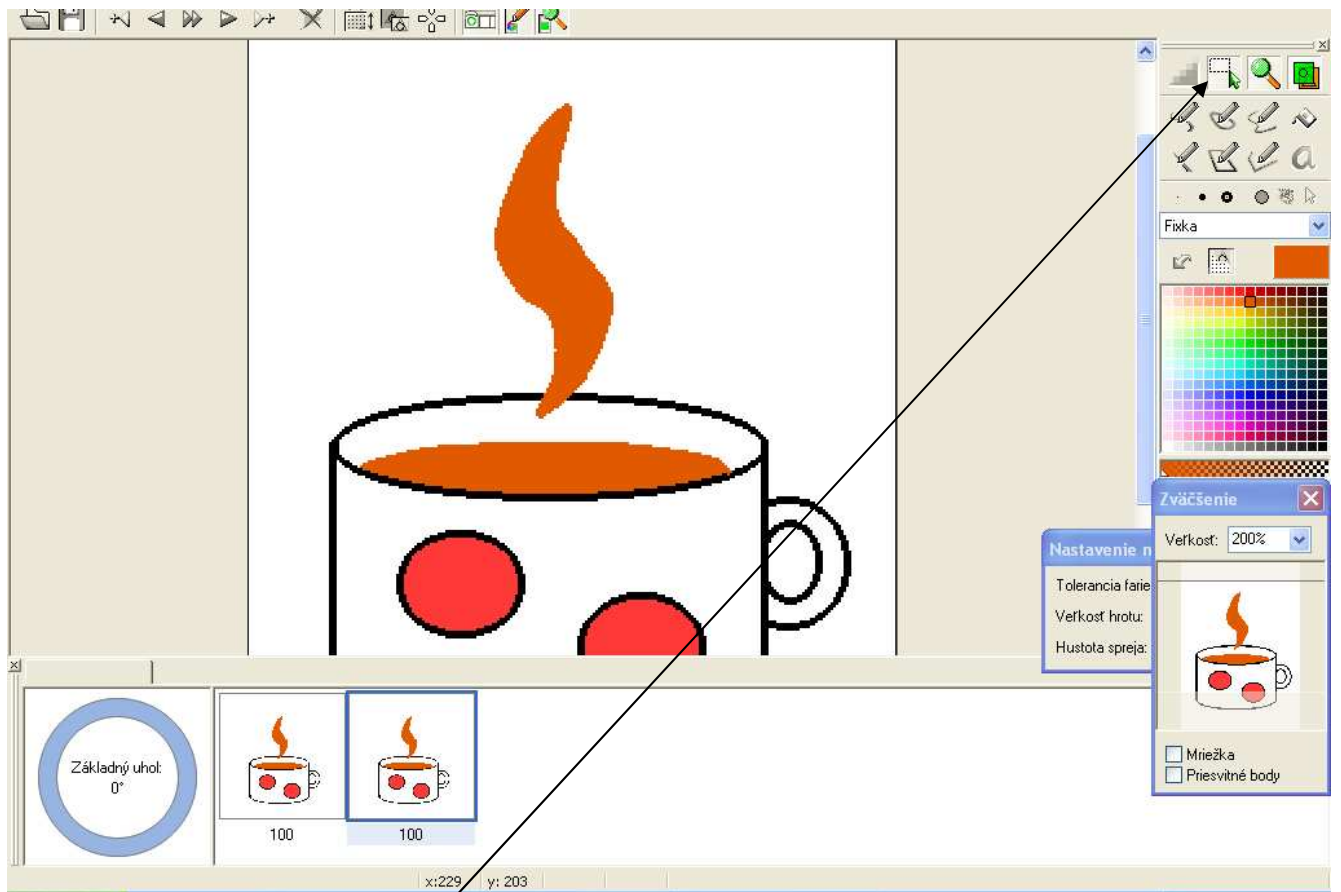 Fixka
Zväčšenie
Veľkosť: 200%
Nastavenie n
Tolerancia farie
Veľkosť hrotu:
Hustota spreja:
Mriežka
Priesvitné body
Základný uhol:
0°
100
100
x:229 y: 203